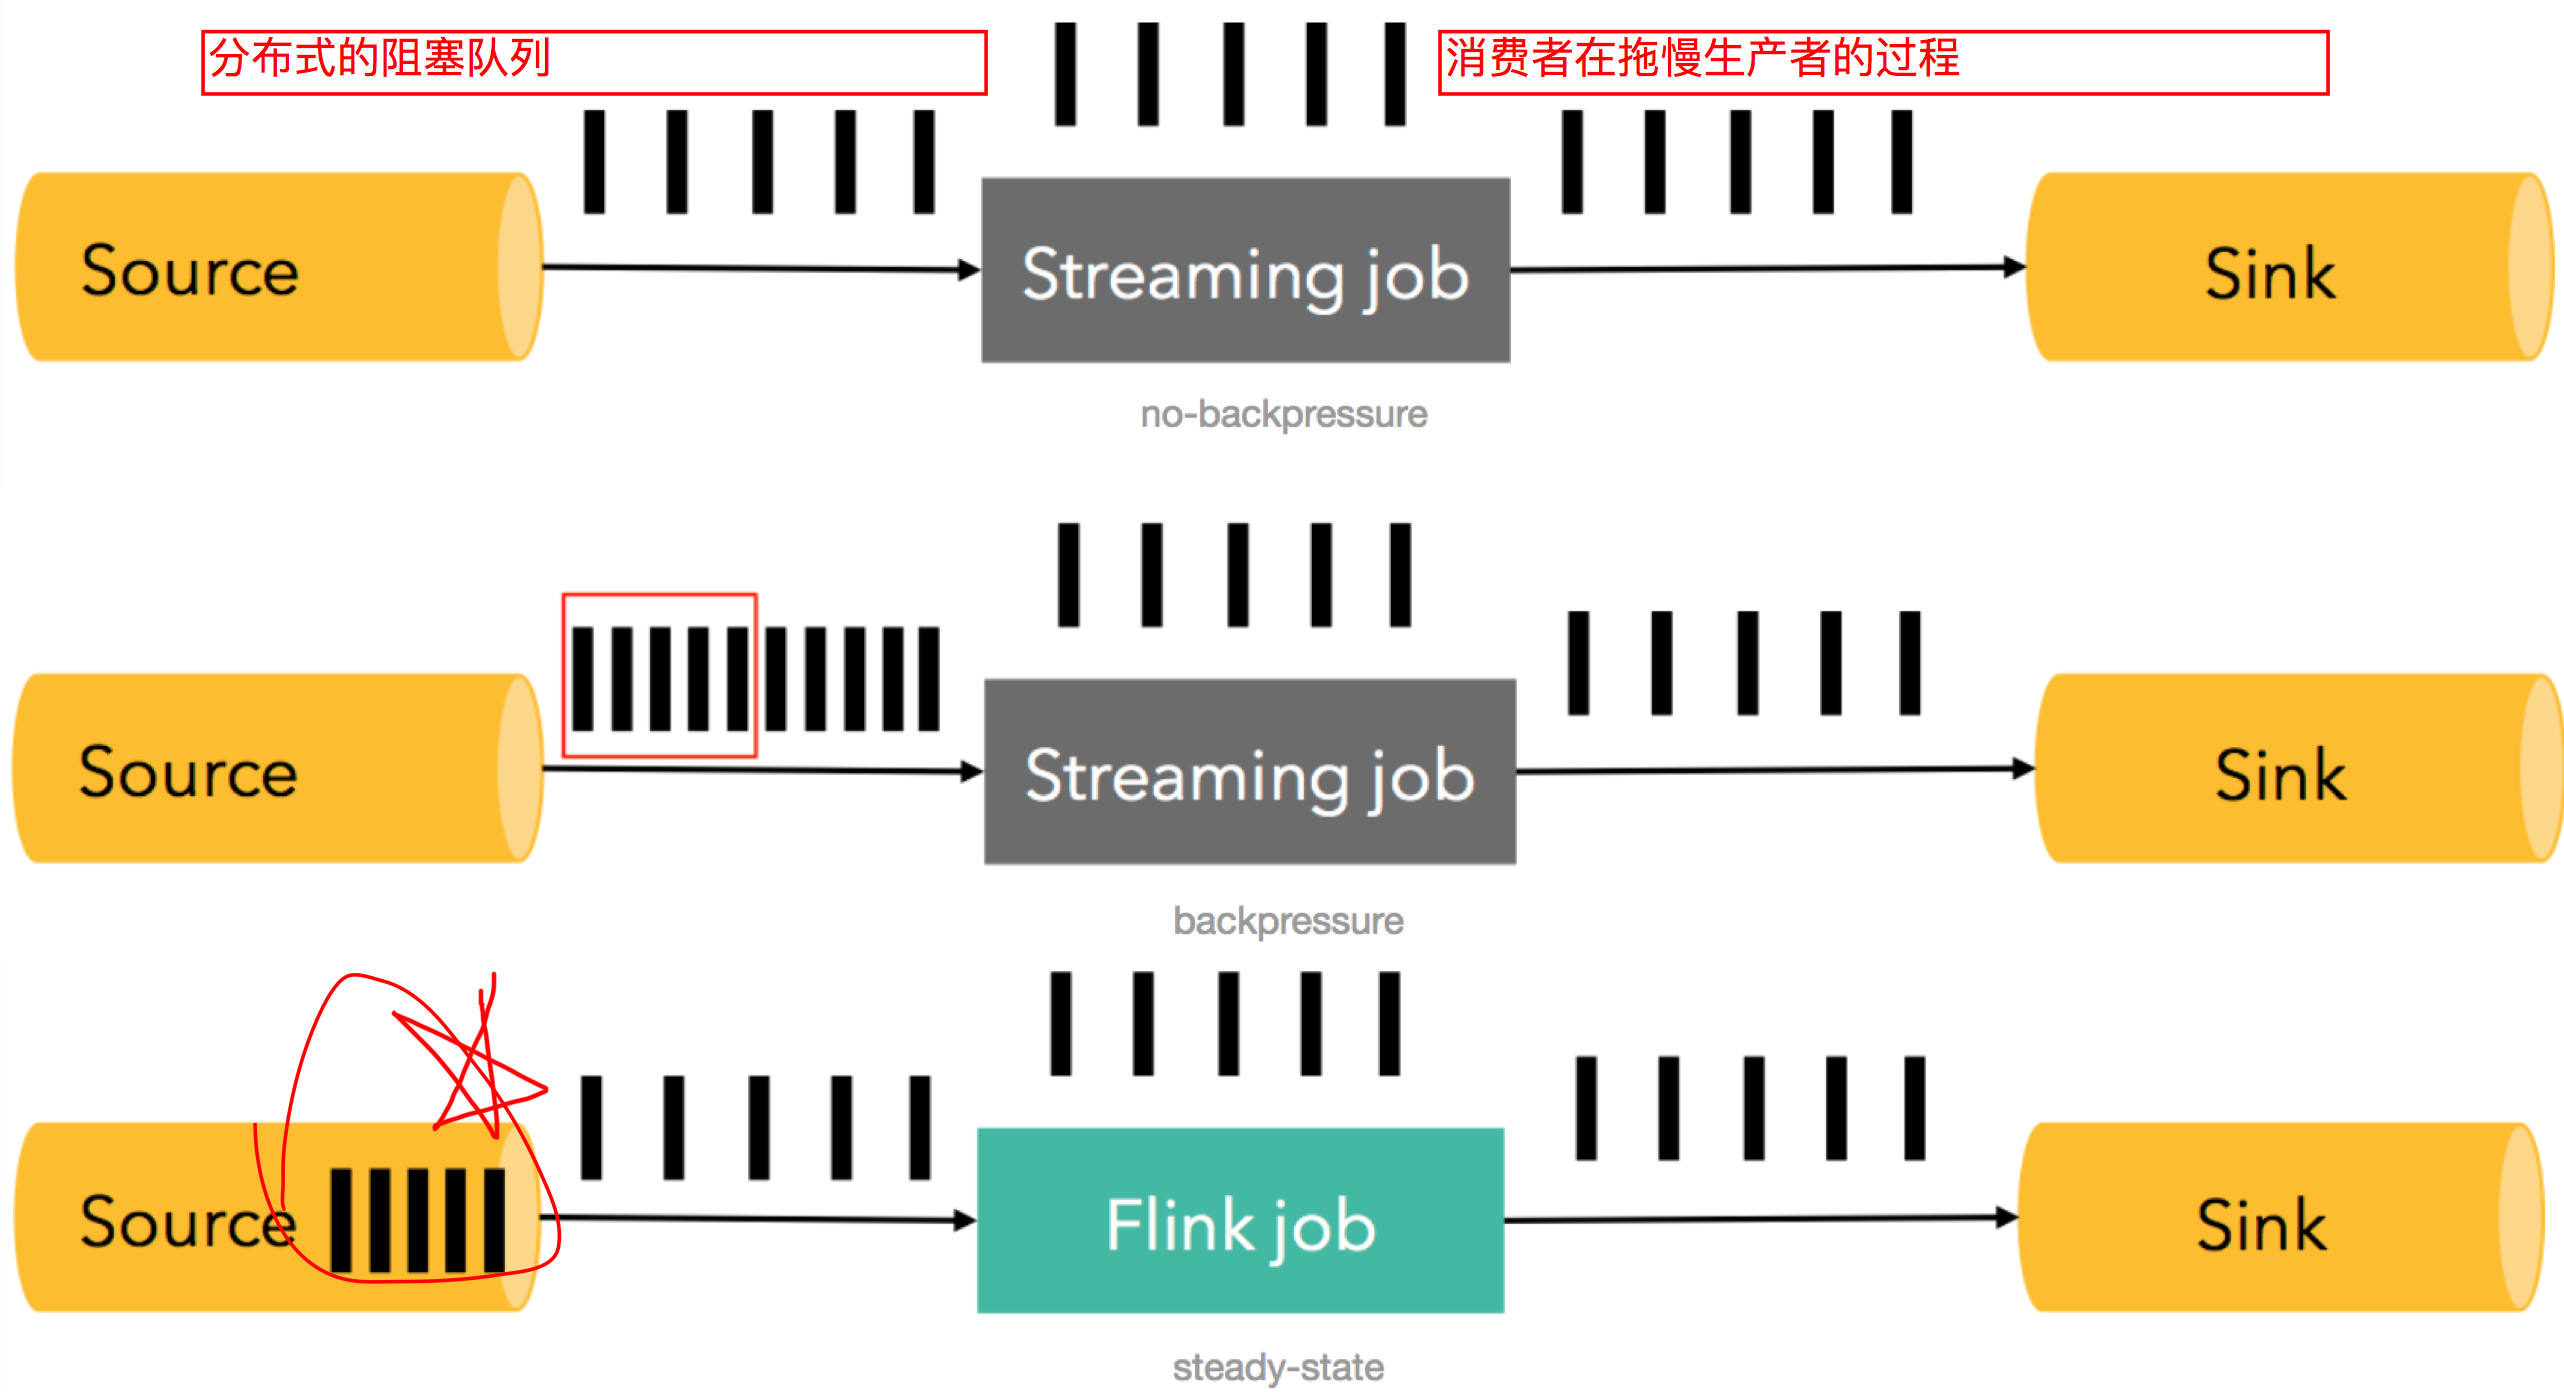 分布式的阻塞队列
消费者在拖慢生产者的过程
Source
Streaming job
Sink
no-backpressure
Source
Streaming job
Sink
backpressure
Source
Flink job
Sink
steady-state